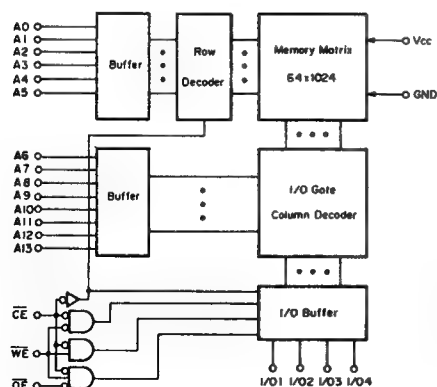 A0
A1
A2
A3
A4
A5
Buffer
Row
Decoder
Memory Matrix
64x1024
Vcc
GND
A6
A7
A8
A9
A10
A11
A12
A13
Buffer
I/O Gate
Column Decoder
I/O Buffer
CE
WE
OE
I/O1 I/O2 I/O3 I/O4